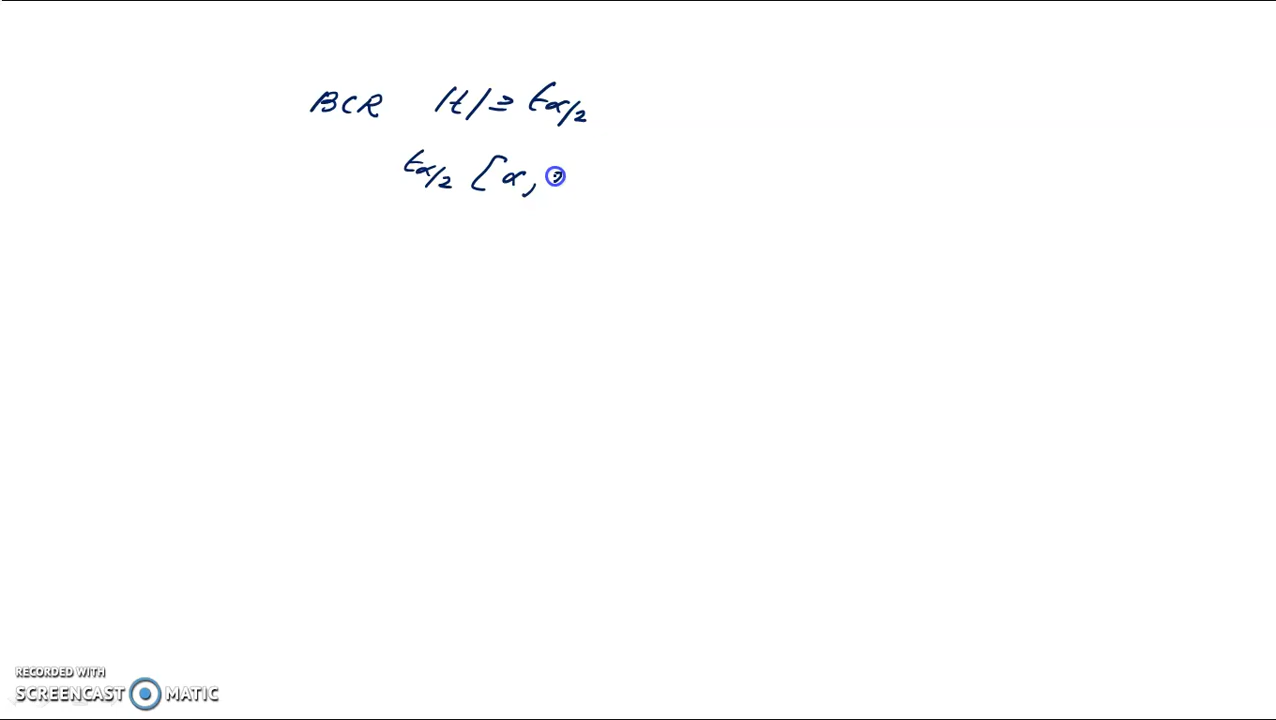 BCR |t| ≥ tα/2
tα/2 [α,
RECORDED WITH
SCREENCAST MATIC